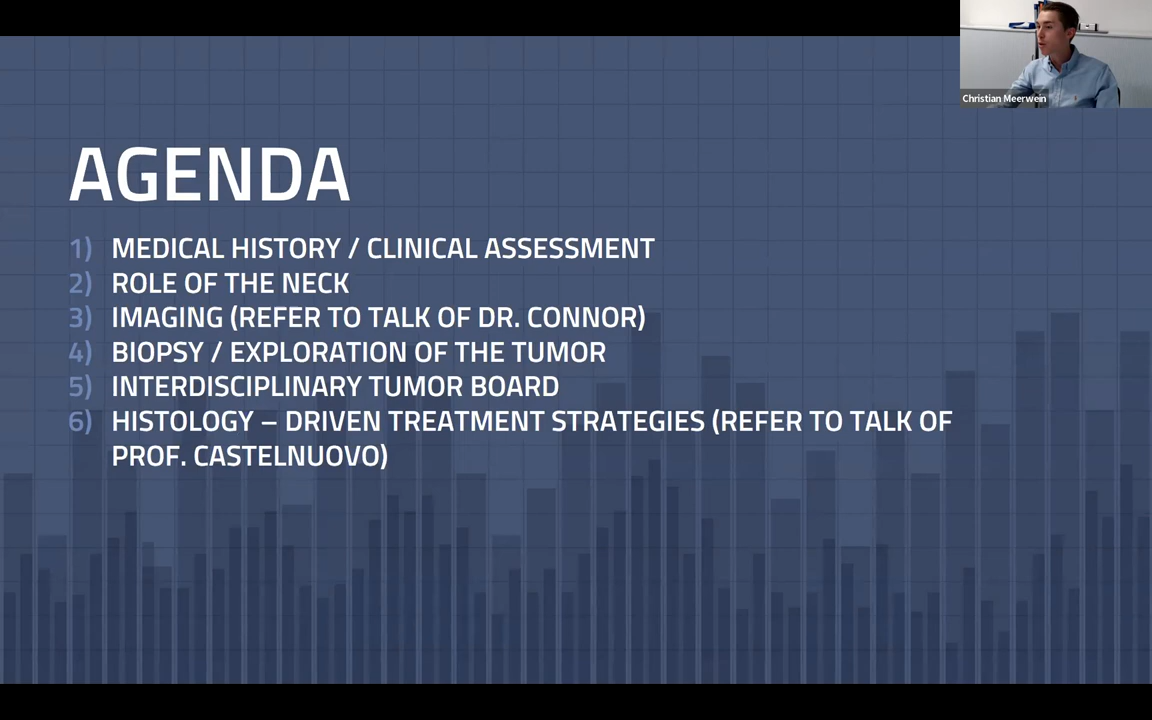 Christian Meerwein
AGENDA
1) MEDICAL HISTORY / CLINICAL ASSESSMENT
2) ROLE OF THE NECK
3) IMAGING (REFER TO TALK OF DR. CONNOR)
4) BIOPSY / EXPLORATION OF THE TUMOR
5) INTERDISCIPLINARY TUMOR BOARD
6) HISTOLOGY – DRIVEN TREATMENT STRATEGIES (REFER TO TALK OF
PROF. CASTELNUOVO)